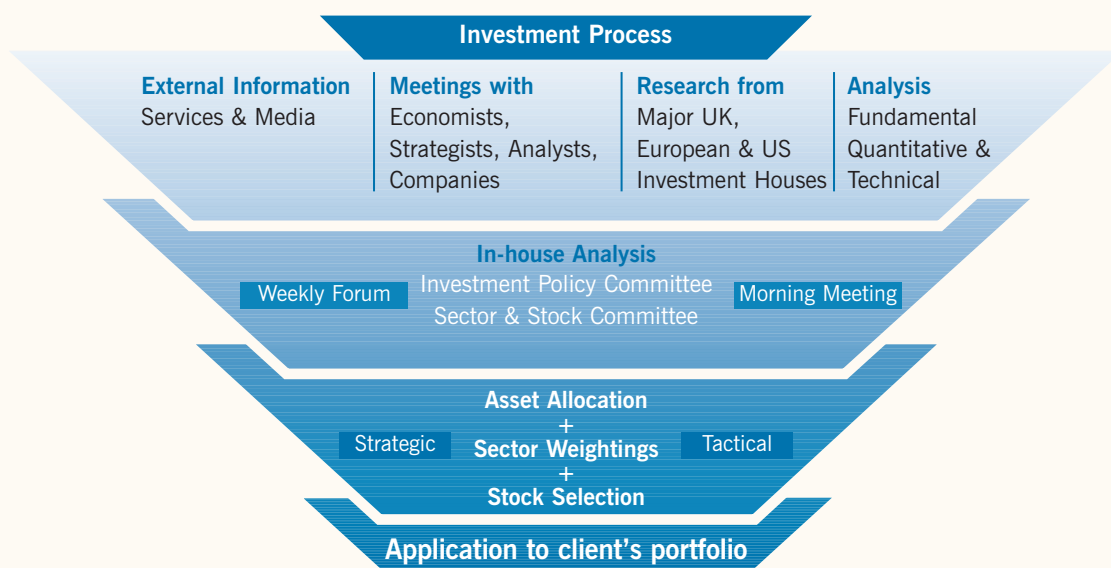 Investment Process
External Information
Services & Media
Meetings with
Economists,
Strategists, Analysts,
Companies
Research from
Major UK,
European & US
Investment Houses
Analysis
Fundamental
Quantitative &
Technical
In-house Analysis
Weekly Forum
Investment Policy Committee
Sector & Stock Committee
Morning Meeting
Asset Allocation
+
Strategic
Sector Weightings
Tactical
+
Stock Selection
Application to client’s portfolio